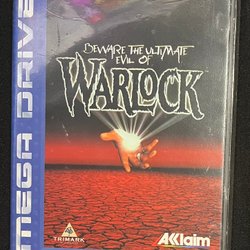 MEGA DRIVE
BEWARE THE ULTIMATE
EVIL OF
WARLOCK
TRIMARK
AKlaim